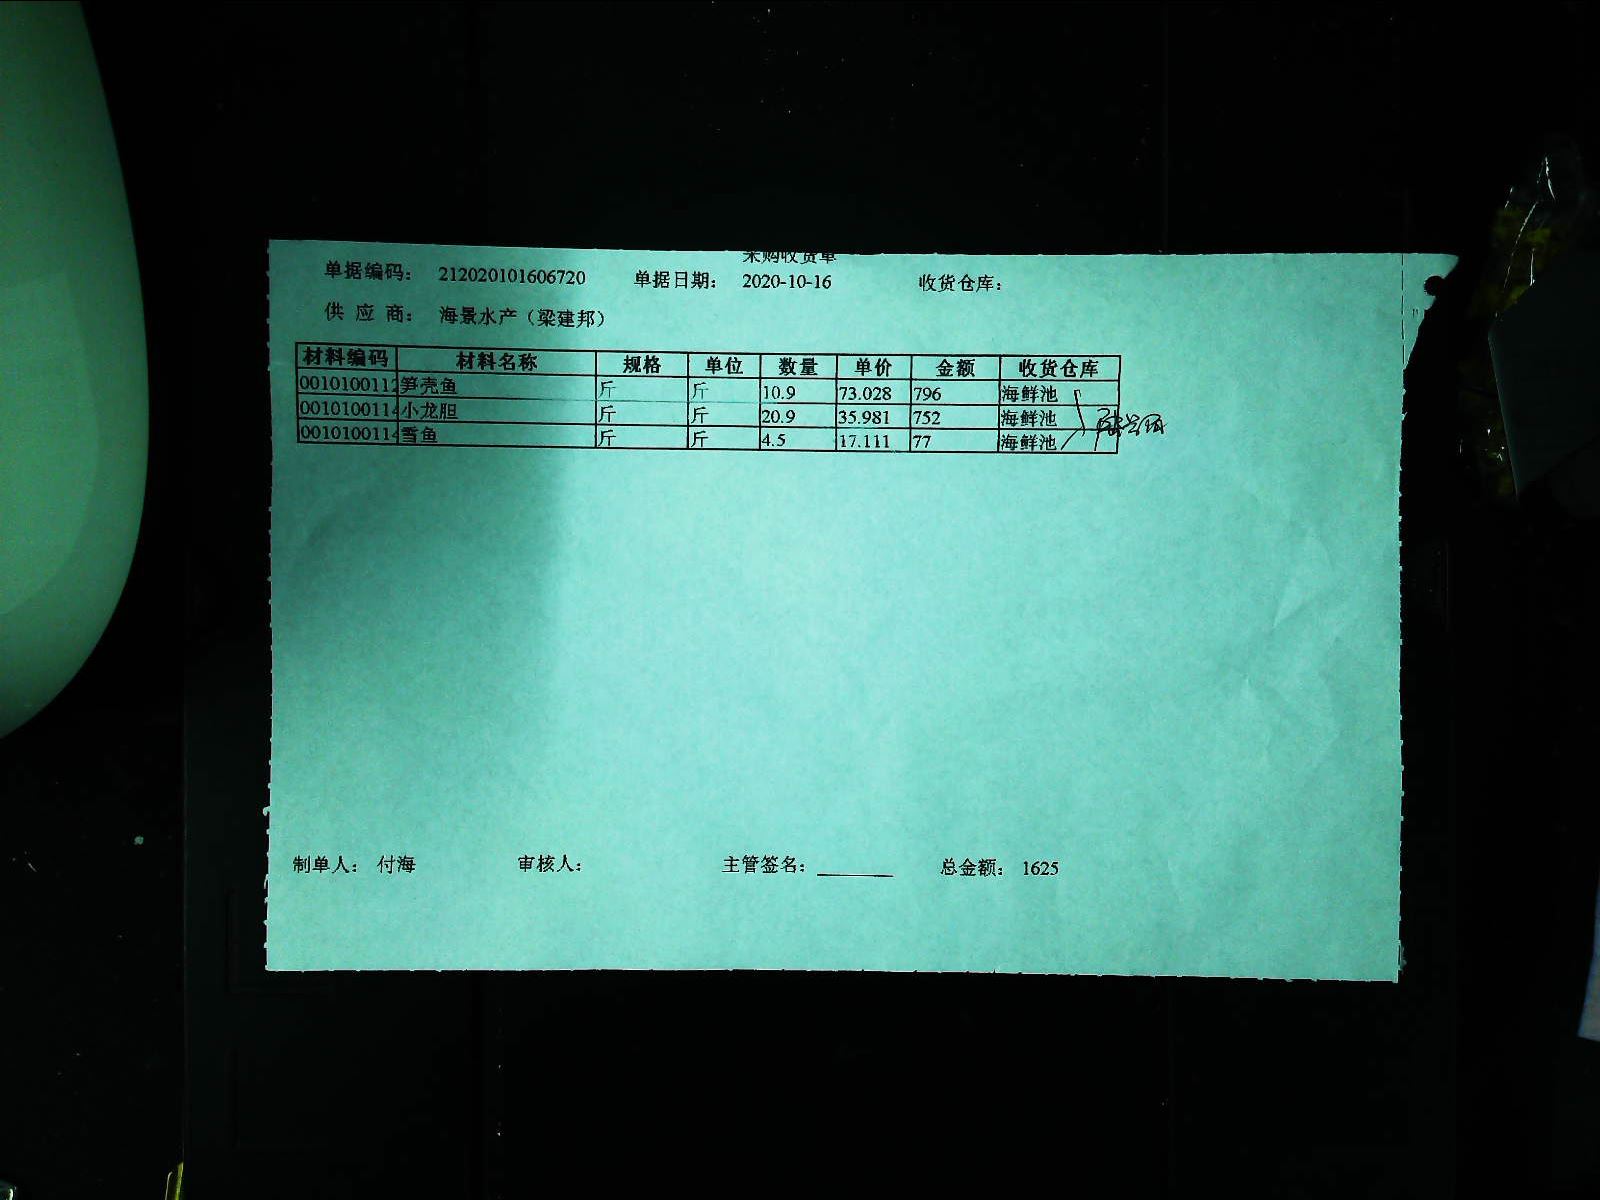 采购收货单
单据编码： 212020101606720 单据日期： 2020-10-16 收货仓库：
供 应 商： 海景水产（梁建邦）
材料编码 材料名称 规格 单位 数量 单价 金额 收货仓库
0010100112 笋壳鱼 斤 斤 10.9 73.028 796 海鲜池
0010100114 小龙胆 斤 斤 20.9 35.981 752 海鲜池
0010100114 雪鱼 斤 斤 4.5 17.111 77 海鲜池
制单人： 付海 审核人： 主管签名： 总金额： 1625